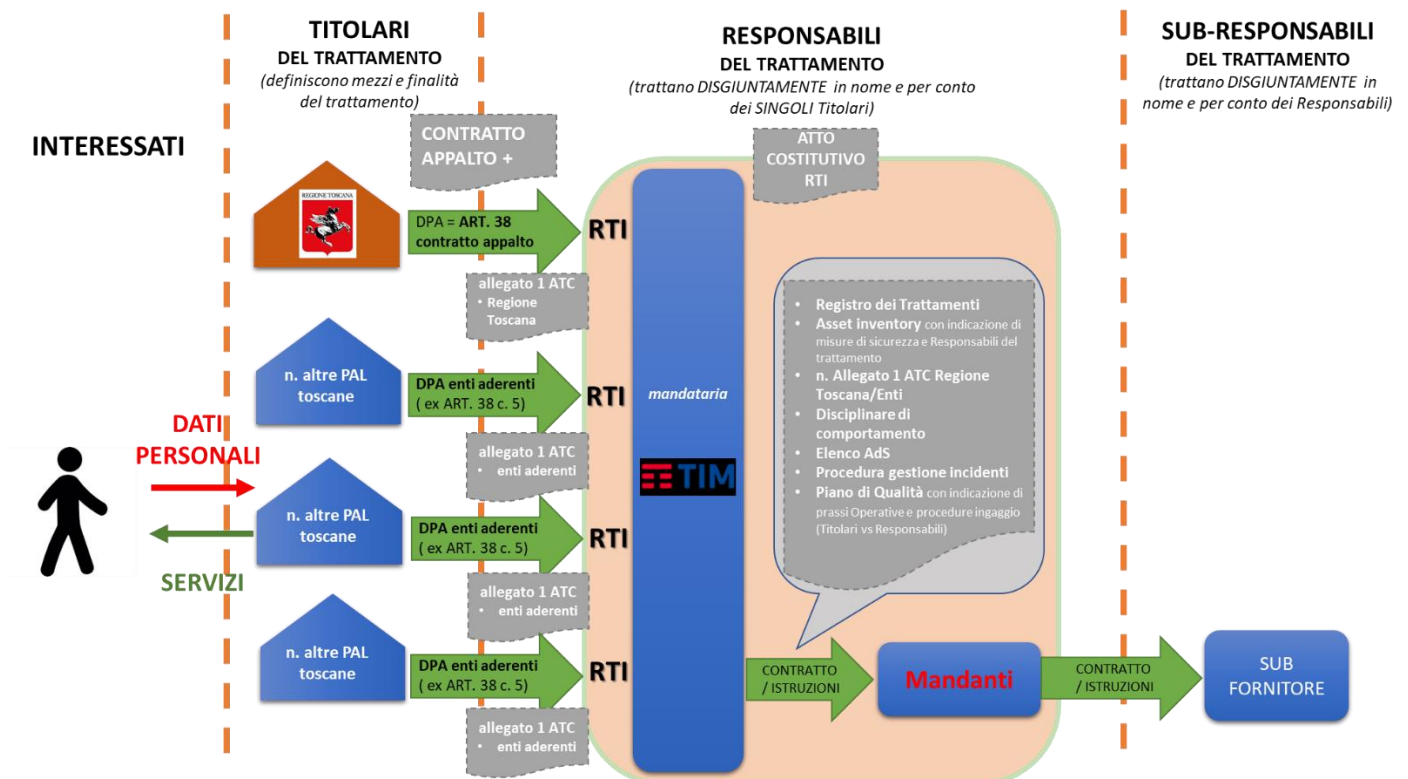 INTERESSATI
DATI
PERSONALI
SERVIZI
TITOLARI
DEL TRATTAMENTO
(definiscono mezzi e finalità
del trattamento)
REGIONE TOSCANA
n. altre PAL
toscane
n. altre PAL
toscane
n. altre PAL
toscane
CONTRATTO
APPALTO +
DPA = ART. 38
contratto appalto
allegato 1 ATC
• Regione
Toscana
DPA enti aderenti
( ex ART. 38 c. 5)
allegato 1 ATC
• enti aderenti
DPA enti aderenti
( ex ART. 38 c. 5)
allegato 1 ATC
• enti aderenti
DPA enti aderenti
( ex ART. 38 c. 5)
allegato 1 ATC
• enti aderenti
RESPONSABILI
DEL TRATTAMENTO
(trattano DISGIUNTAMENTE in nome e per conto
dei SINGOLI Titolari)
RTI
RTI
RTI
RTI
mandataria
TIM
ATTO
COSTITUTIVO
RTI
• Registro dei Trattamenti
• Asset inventory con indicazione di
misure di sicurezza e Responsabili del
trattamento
• n. Allegato 1 ATC Regione
Toscana/Enti
• Disciplinare di
comportamento
• Elenco AdS
• Procedura gestione incidenti
• Piano di Qualità con indicazione di
prassi Operative e procedure ingaggio
(Titolari vs Responsabili)
CONTRATTO
/ ISTRUZIONI
Mandanti
CONTRATTO
/ ISTRUZIONI
SUB-RESPONSABILI
DEL TRATTAMENTO
(trattano DISGIUNTAMENTE in
nome e per conto dei Responsabili)
SUB
FORNITORE